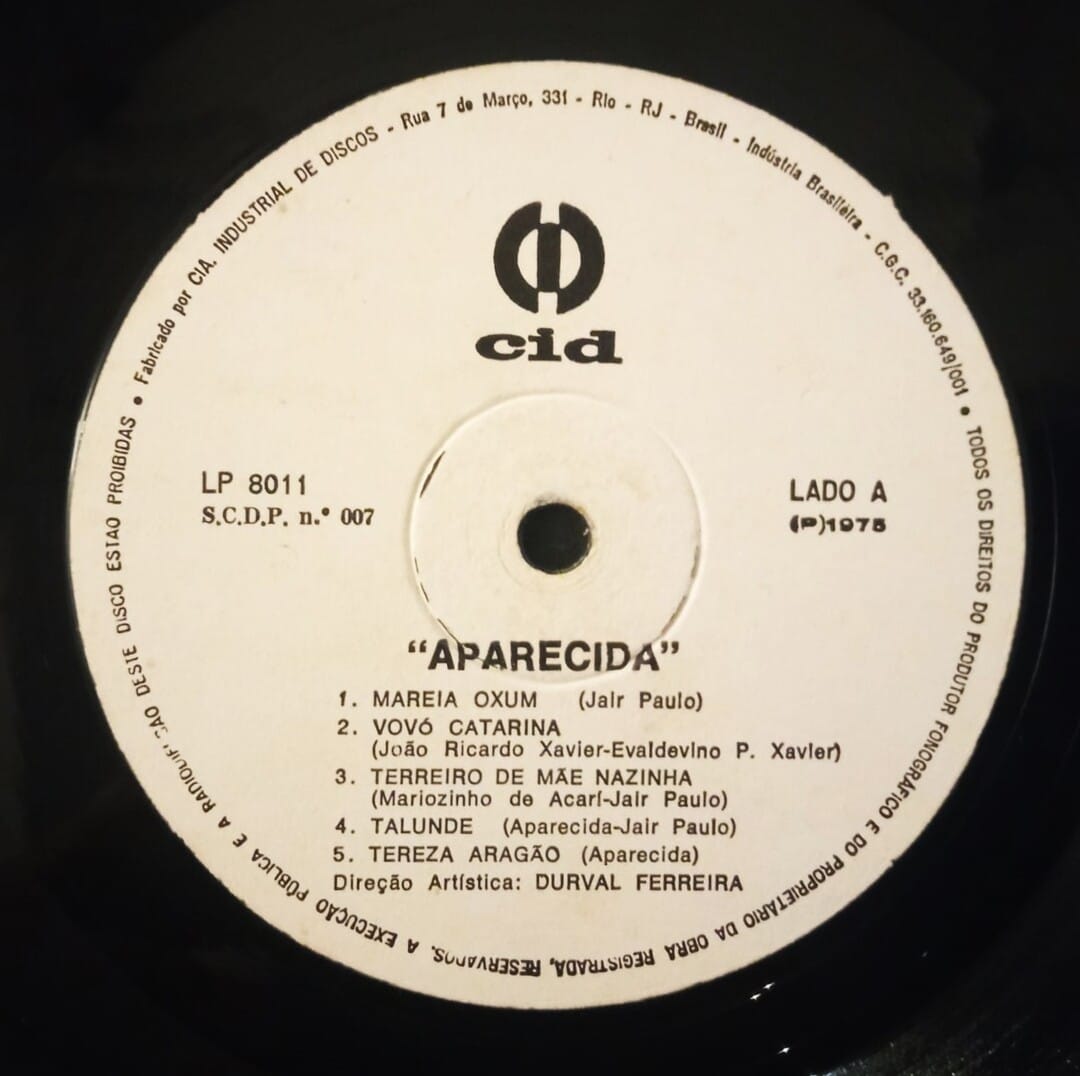 • Fabricado por CIA. INDUSTRIAL DE DISCOS - Rua 7 de Março, 331 - Rio - RJ - Brasil - Indústria Brasiléira - C.G.C. 33.160.649/001 • TODOS OS DIREITOS DO PRODUTOR FONOGRÁFICO E DO PROPRIETÁRIO DA OBRA REGISTRADA, RESERVADOS. A EXECUÇÃO PÚBLICA E A RADIODIFUSÃO DESTE DISCO ESTÃO PROIBIDAS
cid
LP 8011
S.C.D.P. n.º 007
LADO A
(P)1975
“APARECIDA”
1. MAREIA OXUM (Jair Paulo)
2. VOVÓ CATARINA
(João Ricardo Xavier-Evaldevino P. Xavier)
3. TERREIRO DE MÃE NAZINHA
(Mariozinho de Acarí-Jair Paulo)
4. TALUNDE (Aparecida-Jair Paulo)
5. TEREZA ARAGÃO (Aparecida)
Direção Artística: DURVAL FERREIRA